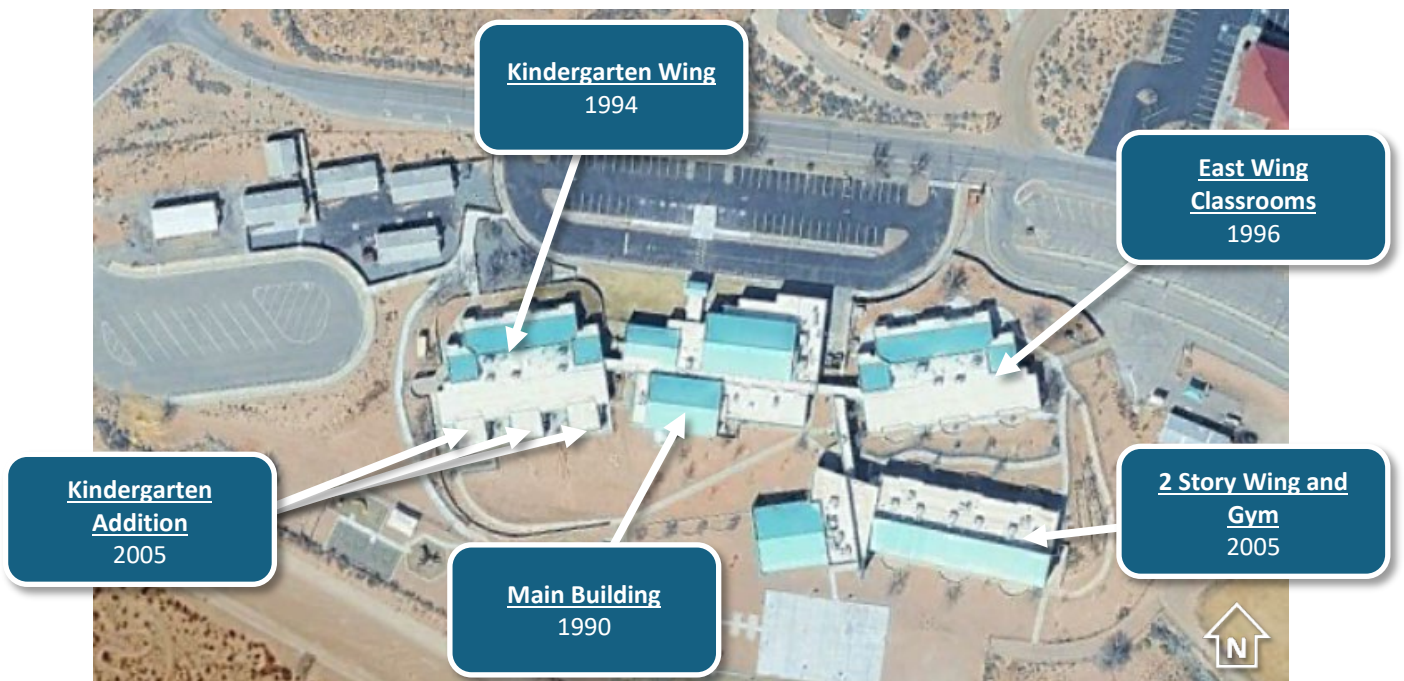 Kindergarten Wing
1994
East Wing
Classrooms
1996
Kindergarten
Addition
2005
2 Story Wing and
Gym
2005
Main Building
1990
N